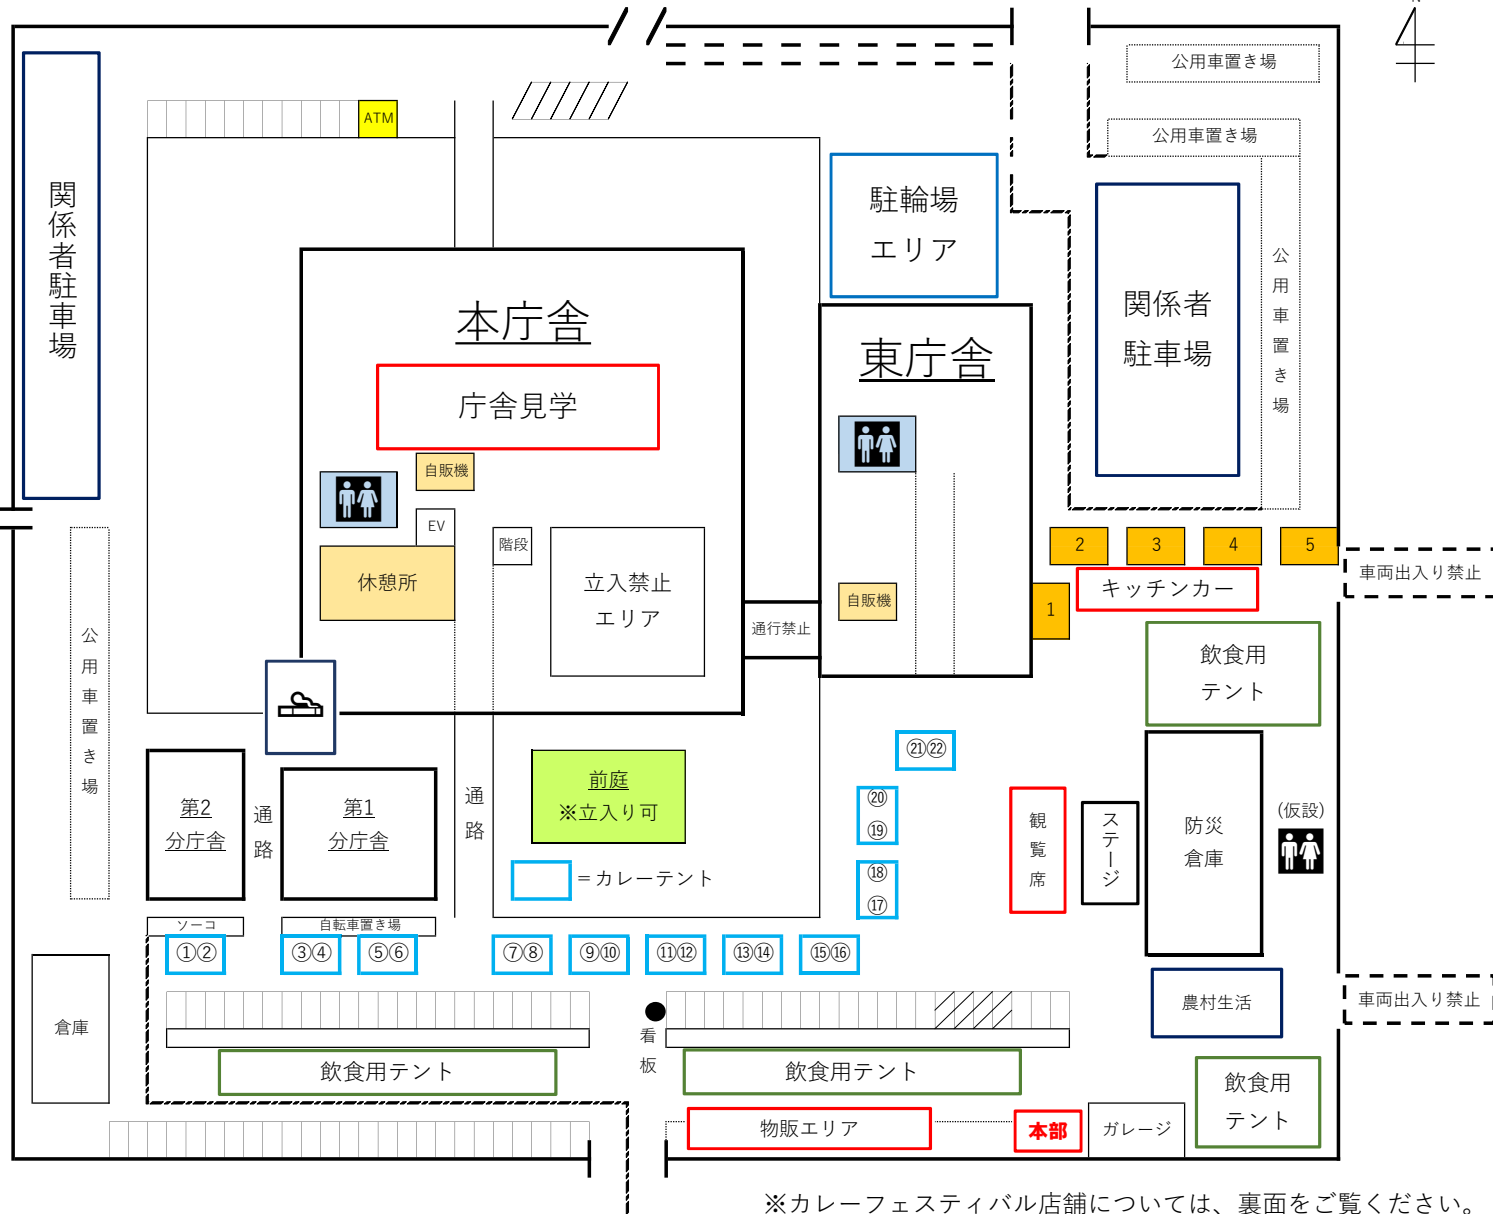 N
公用車置き場
公用車置き場
ATM
関係者駐車場
駐輪場
エリア
関係者
駐車場
公用車置き場
本庁舎
庁舎見学
東庁舎
自販機
EV
階段
休憩所
立入禁止
エリア
自販機
通行禁止
2
3
4
5
1
キッチンカー
車両出入り禁止
飲食用
テント
公用車置き場
第2
分庁舎
通路
第1
分庁舎
通路
前庭
※立入り可
=カレーテント
㉑㉒
⑳
⑲
⑱
⑰
観覧席
ステージ
防災
倉庫
(仮設)
ソーコ
自転車置き場
①②
③④
⑤⑥
⑦⑧
⑨⑩
⑪⑫
⑬⑭
⑮⑯
倉庫
看板
農村生活
車両出入り禁止
飲食用テント
飲食用テント
飲食用
テント
物販エリア
本部
ガレージ
※カレーフェスティバル店舗については、裏面をご覧ください。